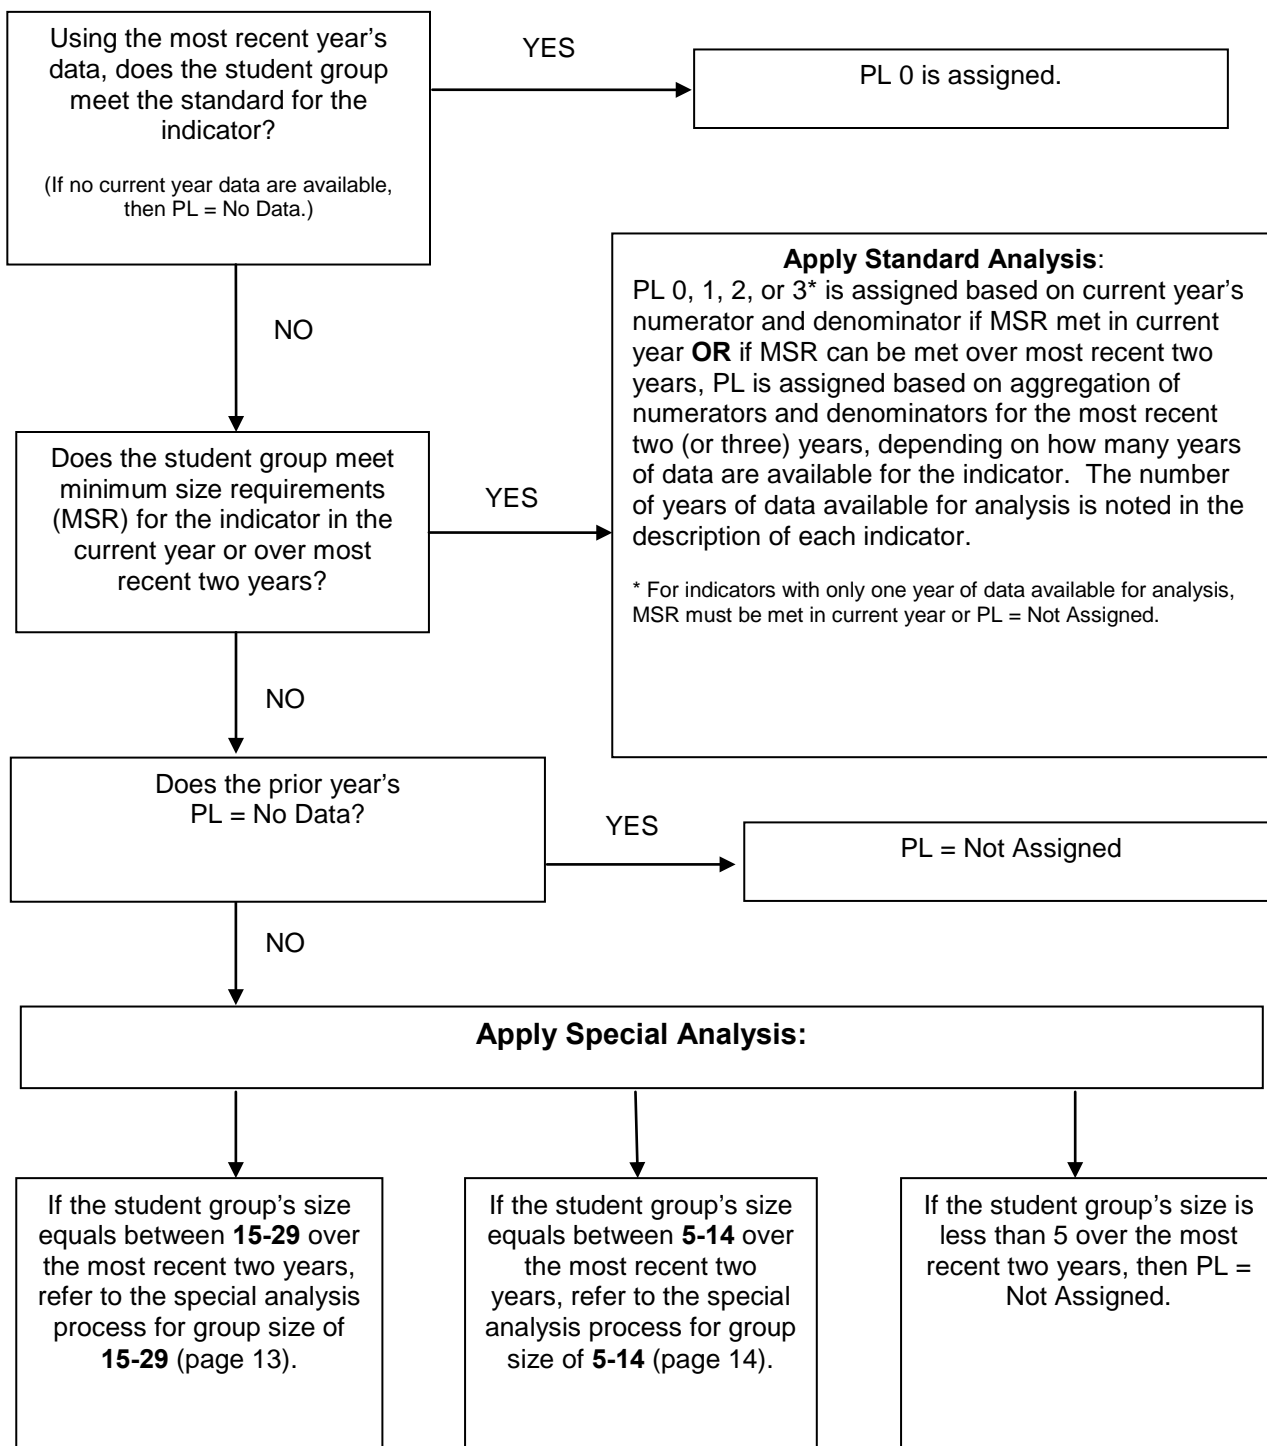 Using the most recent year's
data, does the student group
meet the standard for the
indicator?
(If no current year data are available,
then PL = No Data.)
YES
PL 0 is assigned.
NO
Apply Standard Analysis:
PL 0, 1, 2, or 3* is assigned based on current year's
numerator and denominator if MSR met in current
year OR if MSR can be met over most recent two
years, PL is assigned based on aggregation of
numerators and denominators for the most recent
two (or three) years, depending on how many years
of data are available for the indicator. The number
of years of data available for analysis is noted in the
description of each indicator.
* For indicators with only one year of data available for analysis,
MSR must be met in current year or PL = Not Assigned.
Does the student group meet
minimum size requirements
(MSR) for the indicator in the
current year or over most
recent two years?
YES
NO
Does the prior year's
PL = No Data?
YES
PL = Not Assigned
NO
Apply Special Analysis:
If the student group's size
equals between 15-29 over
the most recent two years,
refer to the special analysis
process for group size of
15-29 (page 13).
If the student group's size
equals between 5-14 over
the most recent two
years, refer to the special
analysis process for group
size of 5-14 (page 14).
If the student group's size is
less than 5 over the most
recent two years, then PL =
Not Assigned.